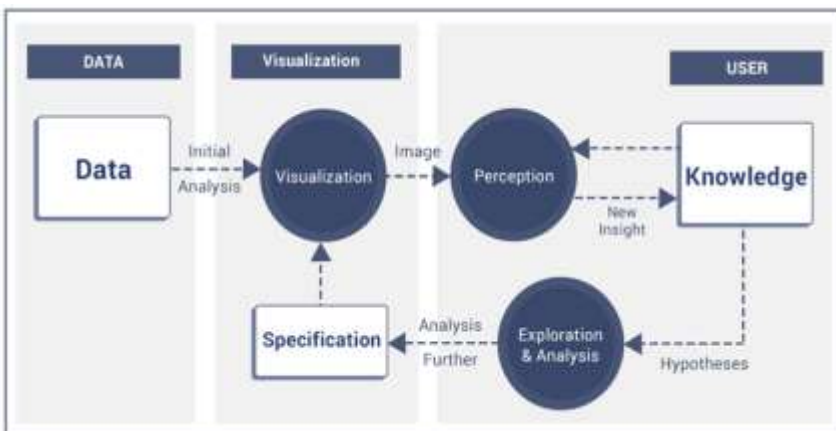 DATA
Visualization
USER
Data
Initial
Analysis
Visualization
Image
Perception
New
Insight
Knowledge
Specification
Analysis
Further
Exploration
& Analysis
Hypotheses